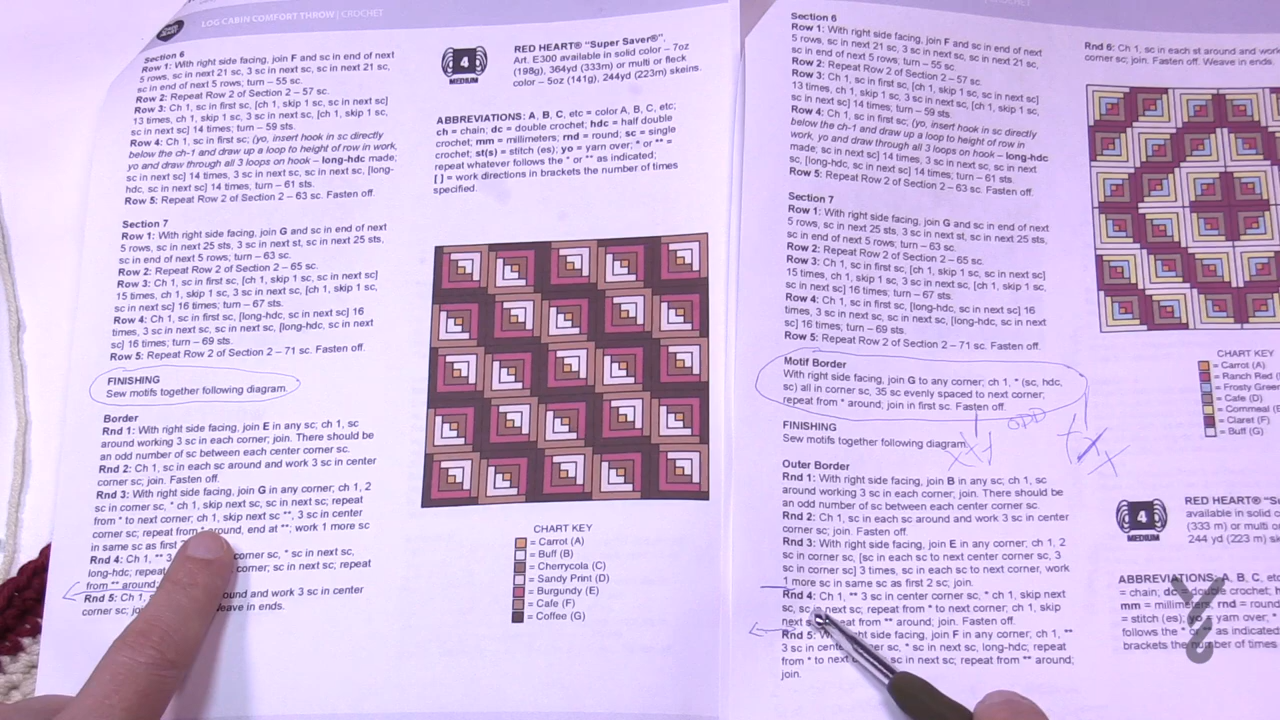 LOG CABIN COMFORT THROW | CROCHET
Section 6
Row 1: With right side facing, join F and sc in end of next
5 rows, sc in next 21 sc, 3 sc in next sc, sc in next 21 sc,
sc in end of next 5 rows; turn – 55 sc.
Row 2: Repeat Row 2 of Section 2 – 57 sc.
Row 3: Ch 1, sc in first sc, [ch 1, skip 1 sc, sc in next sc]
13 times, ch 1, skip 1 sc, 3 sc in next sc, [ch 1, skip 1 sc,
sc in next sc] 14 times; turn – 59 sts.
Row 4: Ch 1, sc in first sc; (yo, insert hook in sc directly
below the ch-1 and draw up a loop to height of row in work,
yo and draw through all 3 loops on hook – long-hdc made;
sc in next sc] 14 times, 3 sc in next sc, sc in next sc, [long-
hdc, sc in next sc] 14 times, turn – 61 sts.
Row 5: Repeat Row 2 of Section 2 – 63 sc. Fasten off.
Section 7
Row 1: With right side facing, join G and sc in end of next
5 rows, sc in next 25 sts, 3 sc in next st, sc in next 25 sts,
sc in end of next 5 rows; turn – 63 sc.
Row 2: Repeat Row 2 of Section 2 – 65 sc.
Row 3: Ch 1, sc in first sc, [ch 1, skip 1 sc, sc in next sc]
15 times, ch 1, skip 1 sc, 3 sc in next sc, [ch 1, skip 1 sc,
sc in next sc] 16 times; turn – 67 sts.
Row 4: Ch 1, sc in first sc, [long-hdc, sc in next sc] 16
times, 3 sc in next sc, sc in next sc, [long-hdc, sc in next
sc] 16 times; turn – 69 sts.
Row 5: Repeat Row 2 of Section 2 – 71 sc. Fasten off.
FINISHING
Sew motifs together following diagram.
Border
Rnd 1: With right side facing, join E in any sc; ch 1, sc
around working 3 sc in each corner; join. There should be
an odd number of sc between each center corner sc.
Rnd 2: Ch 1, sc in each sc around and work 3 sc in center
corner sc; join. Fasten off.
Rnd 3: With right side facing, join G in any corner; ch 1, 2
sc in corner sc, * ch 1, skip next sc, sc in next sc; repeat
from * to next corner; ch 1, skip next sc **, 3 sc in center
corner sc; repeat from * around, end at **; work 1 more sc
in same sc as first 2
Rnd 4: Ch 1, ** 3 corner sc, * sc in next sc,
long-hdc; repeat corner; sc in next sc; repeat
from ** around;
Rnd 5: Ch 1, around and work 3 sc in center
corner sc; Weave in ends.
4
MEDIUM
RED HEART® "Super Saver®",
Art. E300 available in solid color – 7oz
(198g), 364yd (333m) or multi or fleck
color – 5oz (141g), 244yd (223m) skeins.
ABBREVIATIONS: A, B, C, etc = color A, B, C, etc;
ch = chain; dc = double crochet; hdc = half double
crochet; mm = millimeters; rnd = round; sc = single
crochet; st(s) = stitch (es); yo = yarn over; * or ** =
repeat whatever follows the * or ** as indicated;
[ ] = work directions in brackets the number of times
specified.
CHART KEY
= Carrot (A)
= Buff (B)
= Cherrycola (C)
= Sandy Print (D)
= Burgundy (E)
= Cafe (F)
= Coffee (G)
CROCHET
Section 6
Row 1: With right side facing, join F and sc in end of next
5 rows, sc in next 21 sc, 3 sc in next sc, sc in next 21 sc,
sc in end of next 5 rows; turn – 55 sc.
Row 2: Repeat Row 2 of Section 2 – 57 sc.
Row 3: Ch 1, sc in first sc, [ch 1, skip 1 sc, sc in next sc]
13 times, ch 1, skip 1 sc, 3 sc in next sc, [ch 1, skip 1 sc,
sc in next sc] 14 times; turn – 59 sts.
Row 4: Ch 1, sc in first sc; (yo, insert hook in sc directly
below the ch-1 and draw up a loop to height of row in
work, yo and draw through all 3 loops on hook – long-hdc
made; sc in next sc] 14 times, 3 sc in next sc, sc in next
sc, [long-hdc, sc in next sc] 14 times; turn – 61 sts.
Row 5: Repeat Row 2 of Section 2 – 63 sc. Fasten off.
Section 7
Row 1: With right side facing, join G and sc in end of next
5 rows, sc in next 25 sts, 3 sc in next st, sc in next 25 sts,
sc in end of next 5 rows; turn – 63 sc.
Row 2: Repeat Row 2 of Section 2 – 65 sc.
Row 3: Ch 1, sc in first sc, [ch 1, skip 1 sc, sc in next sc]
15 times, ch 1, skip 1 sc, 3 sc in next sc, [ch 1, skip 1 sc,
sc in next sc] 16 times; turn – 67 sts.
Row 4: Ch 1, sc in first sc, [long-hdc, sc in next sc] 16
times, 3 sc in next sc, sc in next sc, [long-hdc, sc in next
sc] 16 times; turn – 69 sts.
Row 5: Repeat Row 2 of Section 2 – 71 sc. Fasten off.
Motif Border
With right side facing, join G to any corner; ch 1, * (sc, hdc,
sc) all in corner sc, 35 sc evenly spaced to next corner;
repeat from * around; join in first sc. Fasten off.
ODD
FINISHING
Sew motifs together following diagram.
Outer Border
Rnd 1: With right side facing, join B in any sc; ch 1, sc
around working 3 sc in each corner; join. There should be
an odd number of sc between each center corner sc.
Rnd 2: Ch 1, sc in each sc around and work 3 sc in center
corner sc; join. Fasten off.
Rnd 3: With right side facing, join E in any corner; ch 1, 2
sc in corner sc, [sc in each sc to next center corner sc, 3
sc in corner sc] 3 times, sc in each sc to next corner, work
1 more sc in same sc as first 2 sc; join.
Rnd 4: Ch 1, ** 3 sc in center corner sc, * ch 1, skip next
sc, sc in next sc; repeat from * to next corner; ch 1, skip
next repeat from ** around; join. Fasten off.
Rnd 5: With right side facing, join F in any corner, ch 1, **
3 sc in center corner sc, * sc in next sc, long-hdc; repeat
from * to next sc in next sc; repeat from ** around;
join.
Rnd 6: Ch 1, sc in each st around and work
corner sc; join. Fasten off. Weave in ends.
CHART KEY
= Carrot (A)
= Ranch Red (
= Frosty Green
= Cafe (D)
= Cornmeal (E
= Claret (F)
= Buff (G)
4
MEDIUM
RED HEART®
available in solid c
(333 m) or multi o
244 yd (223 m) sk
ABBREVIATIONS: A, B, C, et
= chain; dc = double crochet; h
mm = millimeters; rnd = round;
= stitch (es); yo = yarn over; *
follows the * or ** as indicated;
brackets the number of times